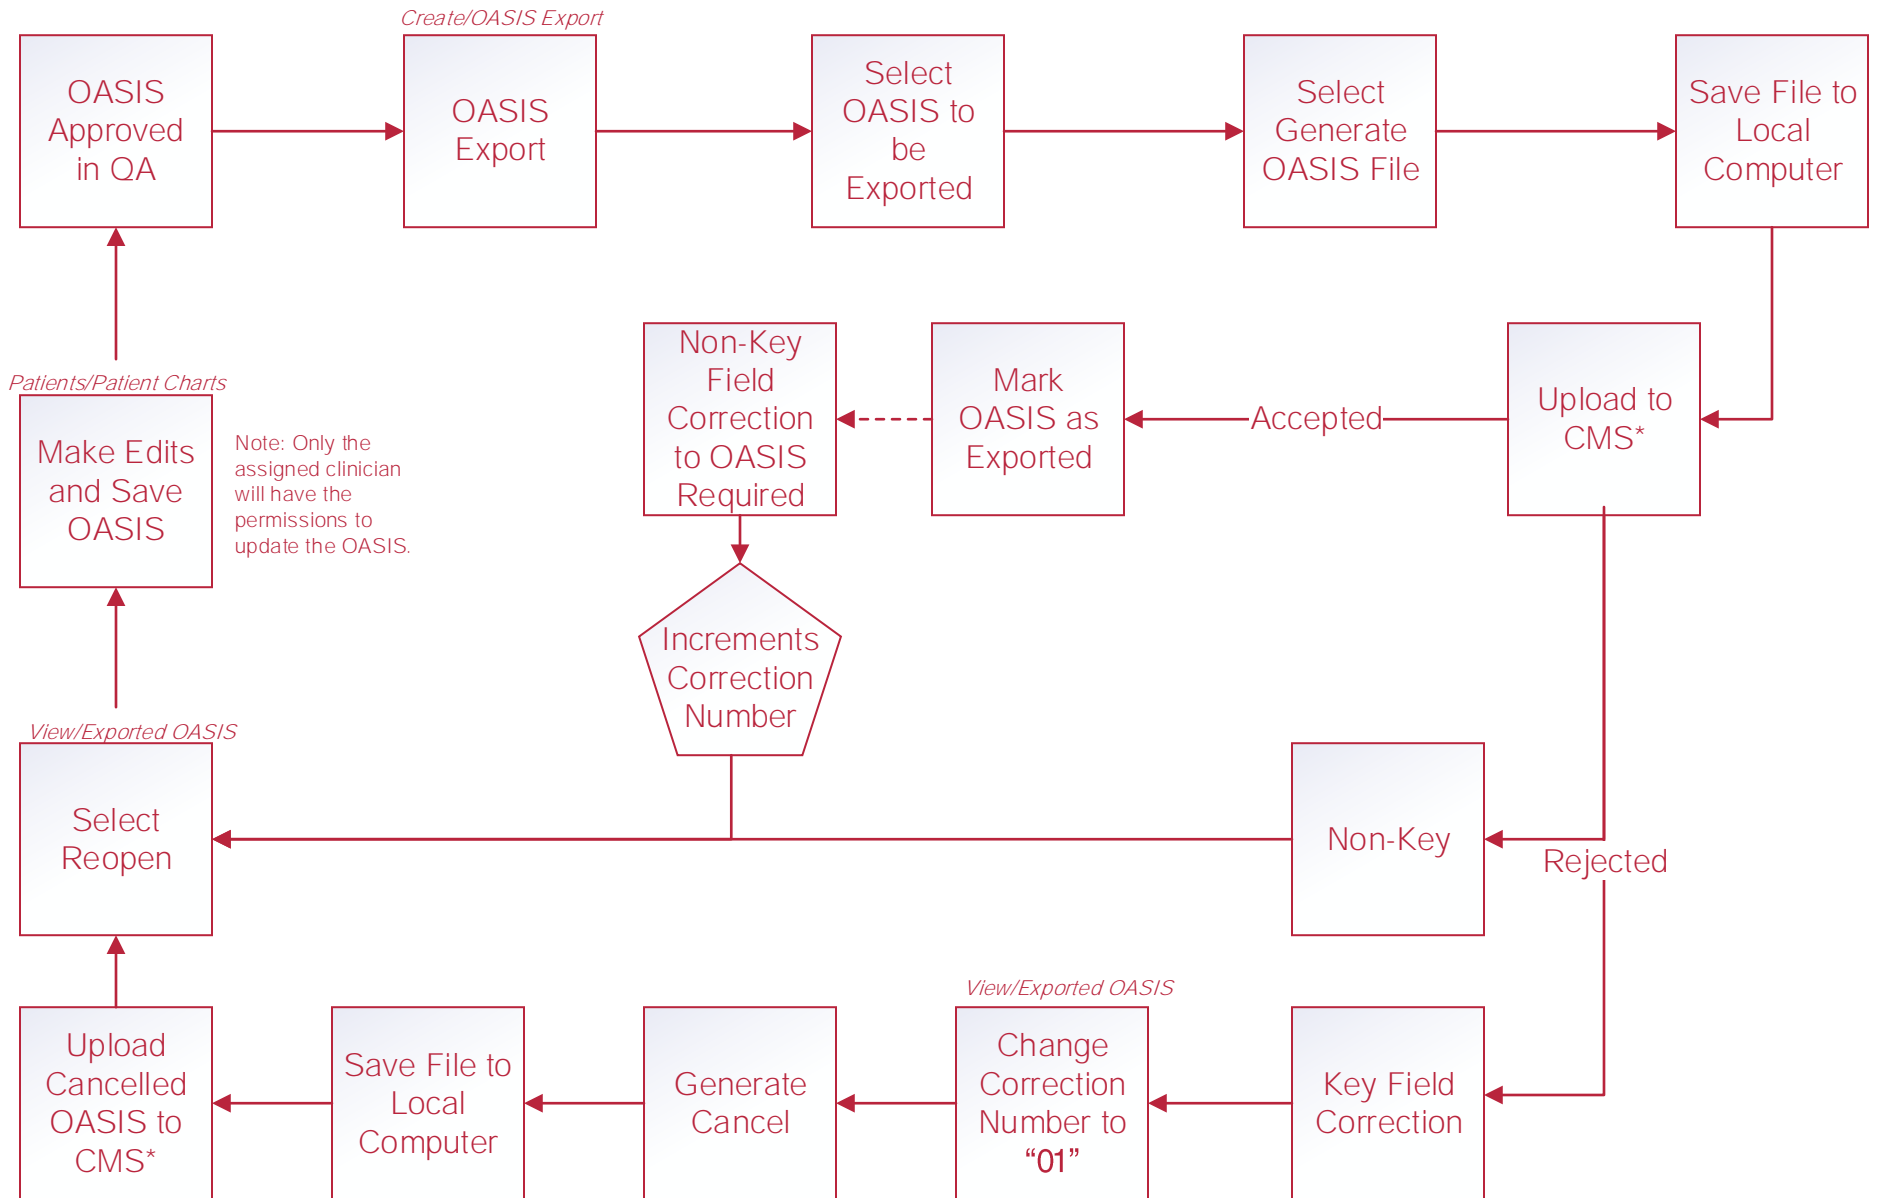 Create/OASIS Export
OASIS
Approved
in QA
OASIS
Export
Select
OASIS to
be
Exported
Select
Generate
OASIS File
Save File to
Local
Computer
Non-Key
Field
Correction
to OASIS
Required
Mark
OASIS as
Exported
Accepted
Upload to
CMS*
Patients/Patient Charts
Make Edits
and Save
OASIS
Note: Only the
assigned clinician
will have the
permissions to
update the OASIS.
Increments
Correction
Number
View/Exported OASIS
Select
Reopen
Non-Key
Rejected
View/Exported OASIS
Upload
Cancelled
OASIS to
CMS*
Save File to
Local
Computer
Generate
Cancel
Change
Correction
Number to
“01”
Key Field
Correction